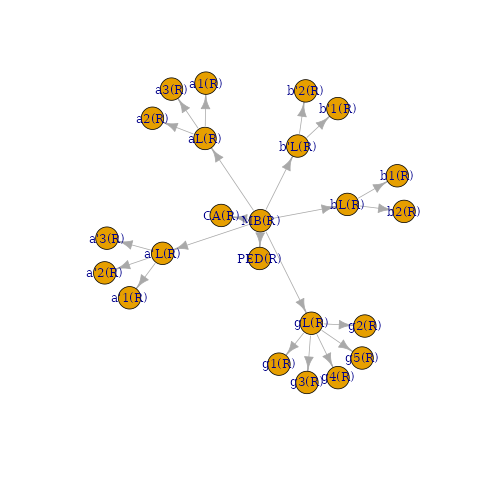 a1(R)
a3(R)
b'2(R)
b'1(R)
a2(R)
aL(R)
b'L(R)
b1(R)
bL(R)
b2(R)
CA(R)
MB(R)
a'3(R)
a'L(R)
PED(R)
a'2(R)
a'1(R)
gL(R)
g2(R)
g5(R)
g1(R)
g4(R)
g3(R)